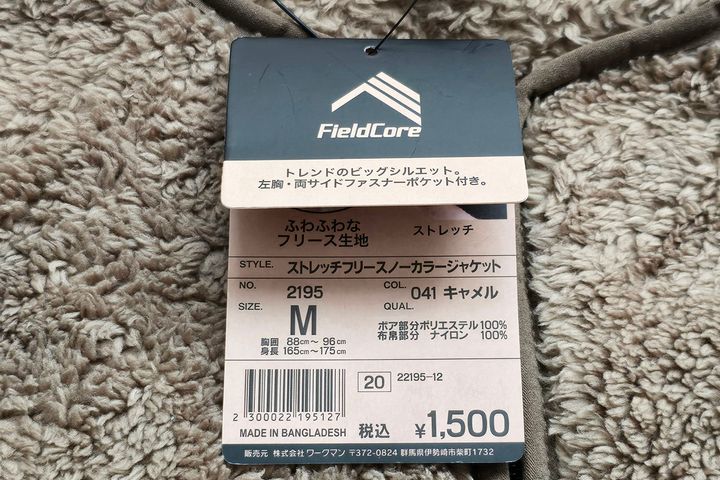 FieldCore
トレンドのビッグシルエット。
左胸・両サイドファスナーポケット付き。
ふわふわな
フリース生地
ストレッチ
STYLE. ストレッチフリースノーカラージャケット
NO. 2195 COL. 041 キャメル
SIZE. M QUAL.
胸囲 88cm〜 96cm
身長 165cm〜175cm
ボア部分ポリエステル100%
布帛部分 ナイロン 100%
20 22195-12
2 300022 195127
MADE IN BANGLADESH 税込 ¥1,500
販売元 株式会社 ワークマン 〒372-0824 群馬県伊勢崎市柴町1732